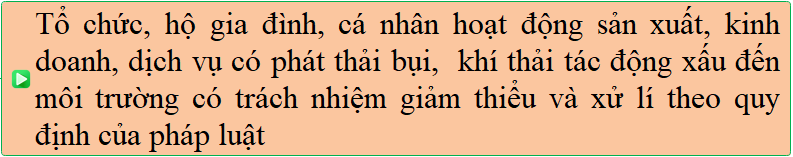 Tổ chức, hộ gia đình, cá nhân hoạt động sản xuất, kinh
doanh, dịch vụ có phát thải bụi, khí thải tác động xấu đến
môi trường có trách nhiệm giảm thiểu và xử lí theo quy
định của pháp luật